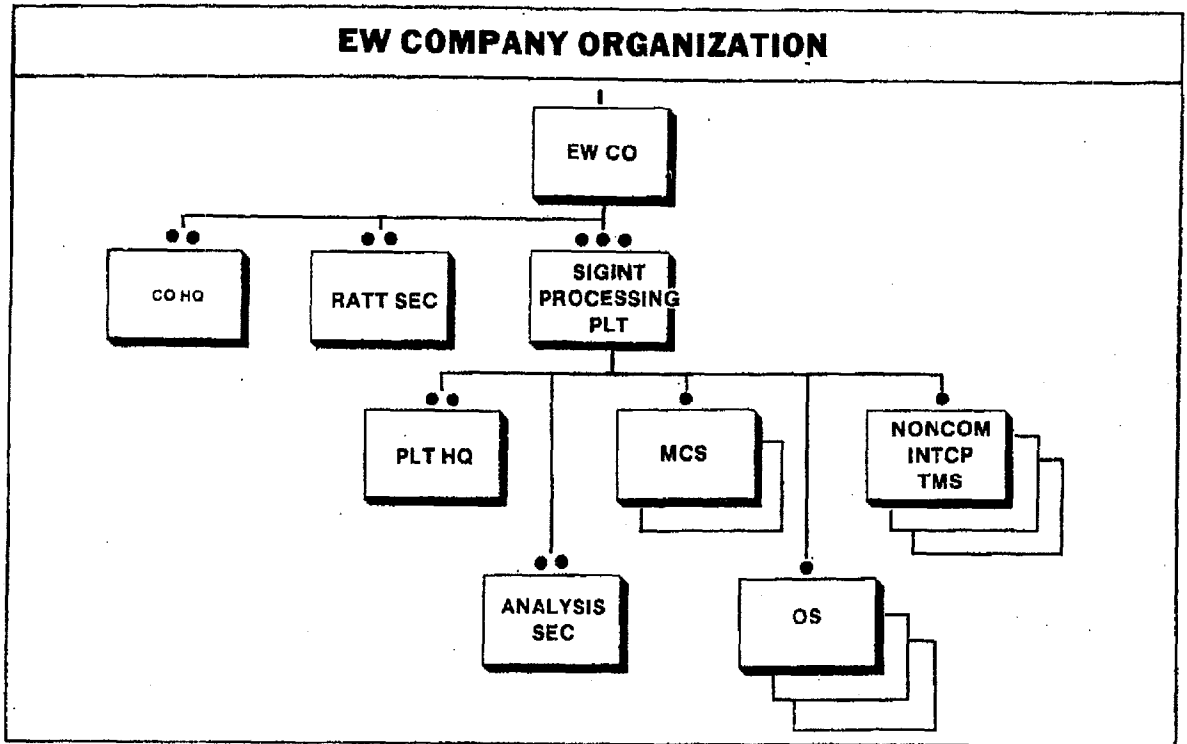 EW COMPANY ORGANIZATION
EW CO
CO HQ
RATT SEC
SIGINT
PROCESSING
PLT
PLT HQ
MCS
NONCOM
INTCP
TMS
ANALYSIS
SEC
OS